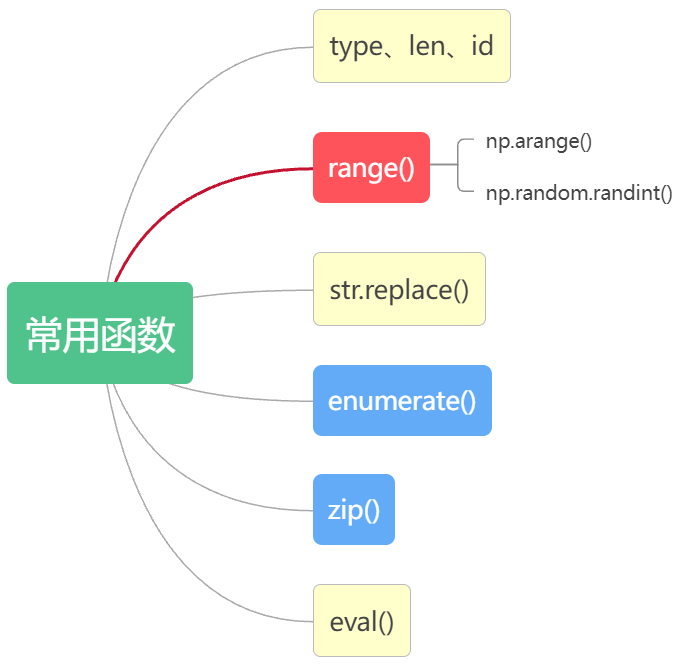 type、len、id
range()
np.arange()
np.random.randint()
str.replace()
常用函数
enumerate()
zip()
eval()